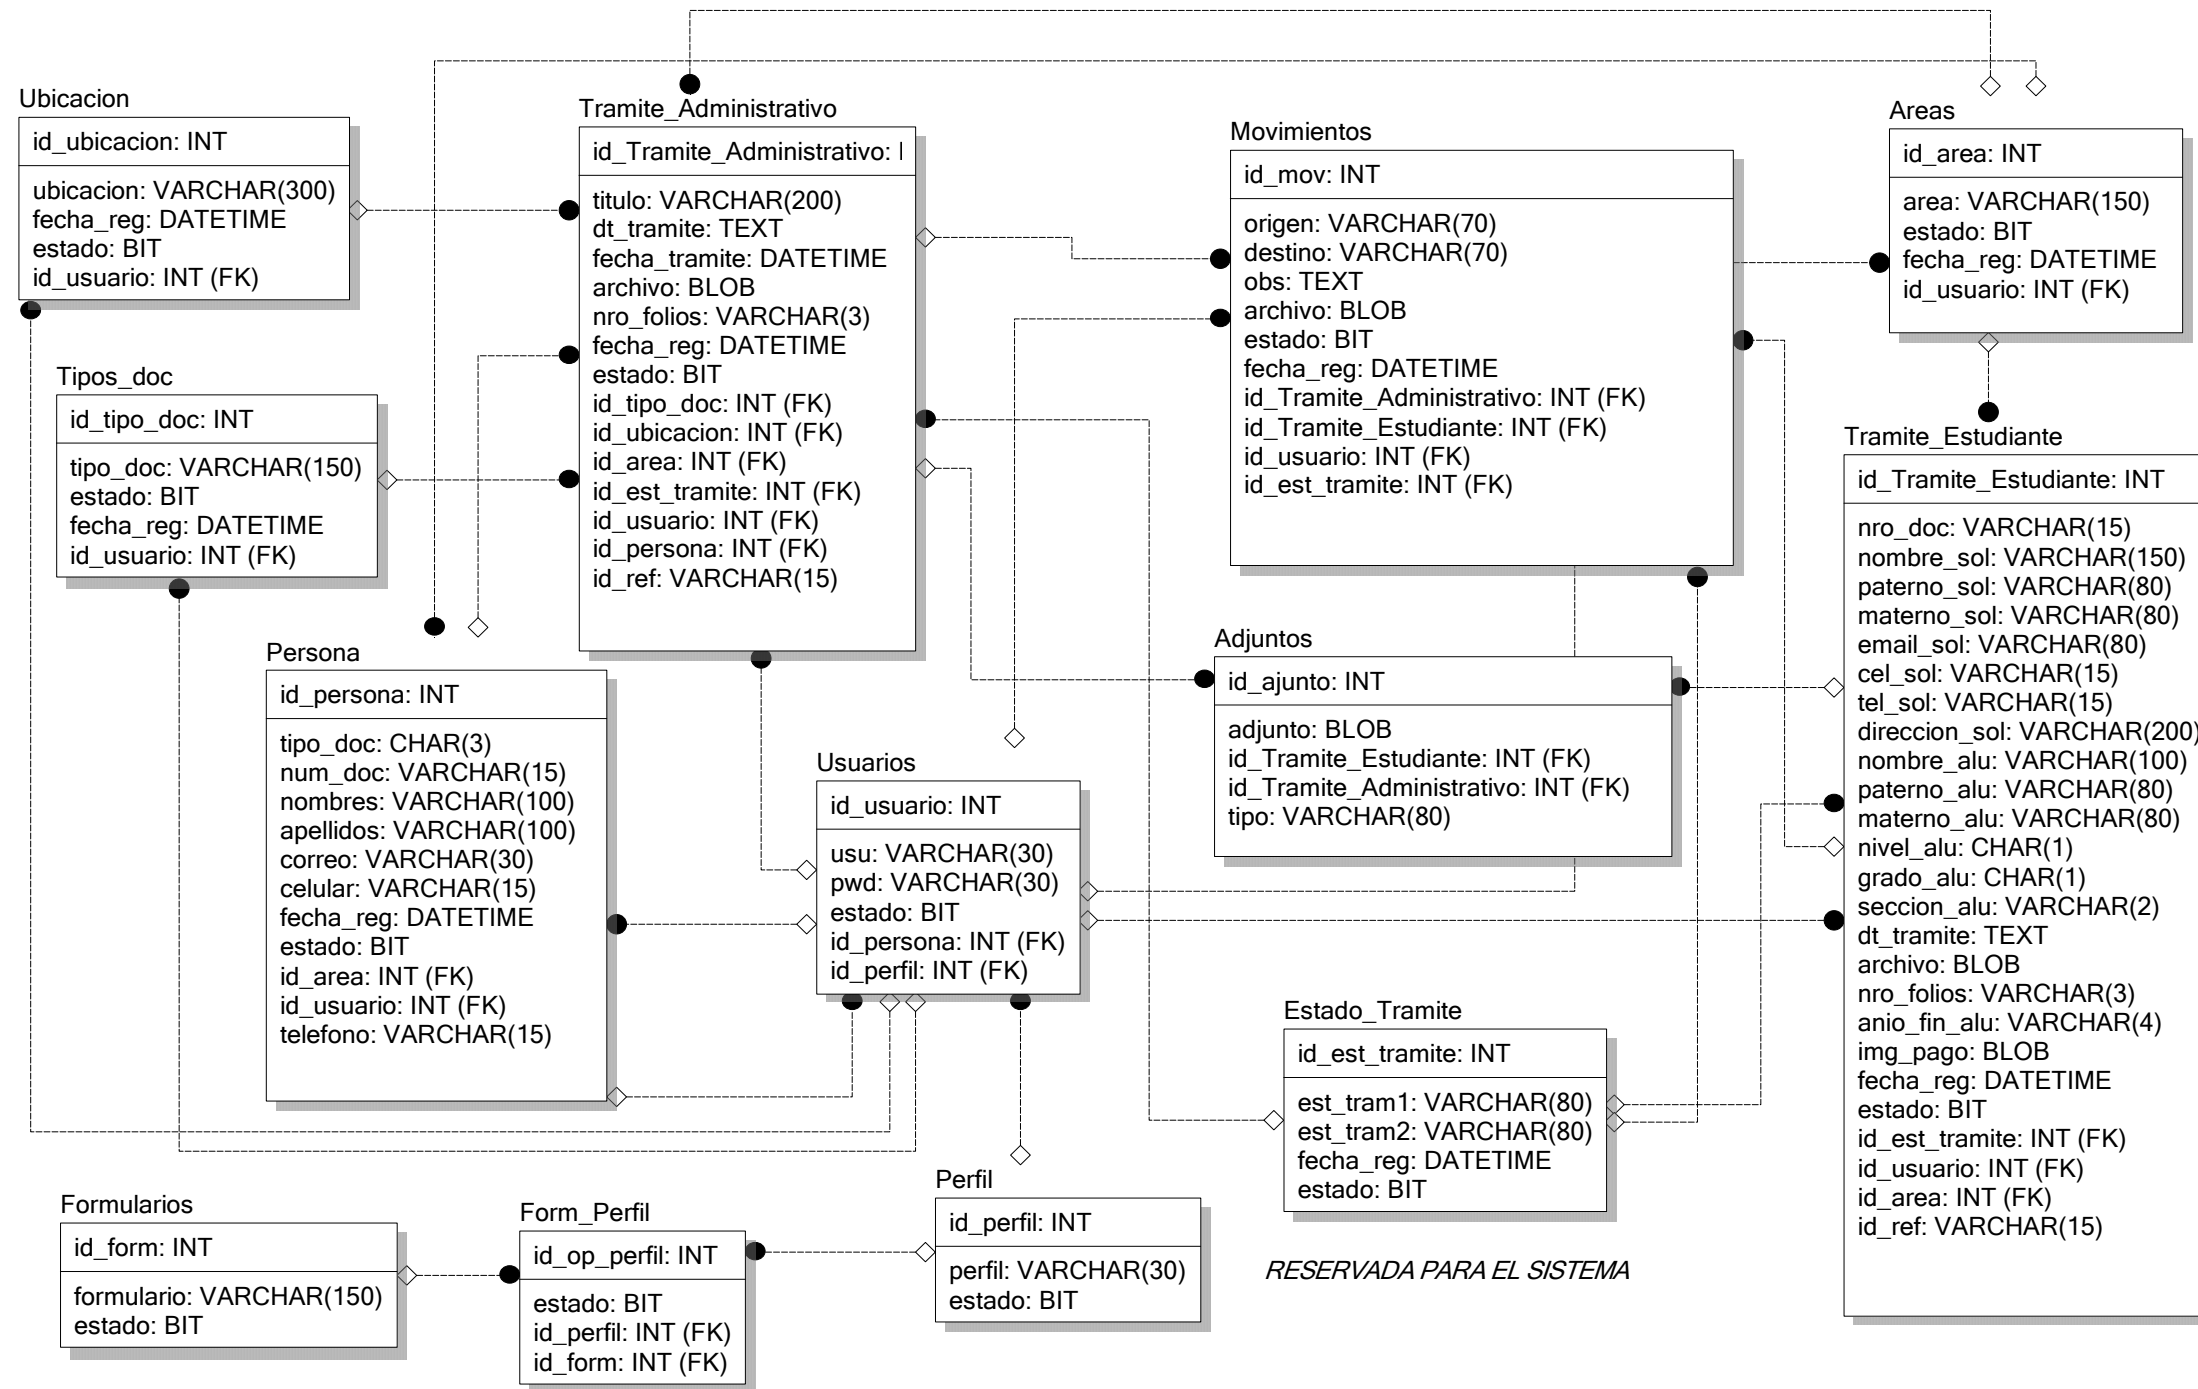 Ubicacion
id_ubicacion: INT
ubicacion: VARCHAR(300)
fecha_reg: DATETIME
estado: BIT
id_usuario: INT (FK)
Tipos_doc
id_tipo_doc: INT
tipo_doc: VARCHAR(150)
estado: BIT
fecha_reg: DATETIME
id_usuario: INT (FK)
Tramite_Administrativo
id_Tramite_Administrativo: I
titulo: VARCHAR(200)
dt_tramite: TEXT
fecha_tramite: DATETIME
archivo: BLOB
nro_folios: VARCHAR(3)
fecha_reg: DATETIME
estado: BIT
id_tipo_doc: INT (FK)
id_ubicacion: INT (FK)
id_area: INT (FK)
id_est_tramite: INT (FK)
id_usuario: INT (FK)
id_persona: INT (FK)
id_ref: VARCHAR(15)
Movimientos
id_mov: INT
origen: VARCHAR(70)
destino: VARCHAR(70)
obs: TEXT
archivo: BLOB
estado: BIT
fecha_reg: DATETIME
id_Tramite_Administrativo: INT (FK)
id_Tramite_Estudiante: INT (FK)
id_usuario: INT (FK)
id_est_tramite: INT (FK)
Areas
id_area: INT
area: VARCHAR(150)
estado: BIT
fecha_reg: DATETIME
id_usuario: INT (FK)
Persona
id_persona: INT
tipo_doc: CHAR(3)
num_doc: VARCHAR(15)
nombres: VARCHAR(100)
apellidos: VARCHAR(100)
correo: VARCHAR(30)
celular: VARCHAR(15)
fecha_reg: DATETIME
estado: BIT
id_area: INT (FK)
id_usuario: INT (FK)
telefono: VARCHAR(15)
Usuarios
id_usuario: INT
usu: VARCHAR(30)
pwd: VARCHAR(30)
estado: BIT
id_persona: INT (FK)
id_perfil: INT (FK)
Adjuntos
id_ajunto: INT
adjunto: BLOB
id_Tramite_Estudiante: INT (FK)
id_Tramite_Administrativo: INT (FK)
tipo: VARCHAR(80)
Tramite_Estudiante
id_Tramite_Estudiante: INT
nro_doc: VARCHAR(15)
nombre_sol: VARCHAR(150)
paterno_sol: VARCHAR(80)
materno_sol: VARCHAR(80)
email_sol: VARCHAR(80)
cel_sol: VARCHAR(15)
tel_sol: VARCHAR(15)
direccion_sol: VARCHAR(200)
nombre_alu: VARCHAR(100)
paterno_alu: VARCHAR(80)
materno_alu: VARCHAR(80)
nivel_alu: CHAR(1)
grado_alu: CHAR(1)
seccion_alu: VARCHAR(2)
dt_tramite: TEXT
archivo: BLOB
nro_folios: VARCHAR(3)
anio_fin_alu: VARCHAR(4)
img_pago: BLOB
fecha_reg: DATETIME
estado: BIT
id_est_tramite: INT (FK)
id_usuario: INT (FK)
id_area: INT (FK)
id_ref: VARCHAR(15)
Estado_Tramite
id_est_tramite: INT
est_tram1: VARCHAR(80)
est_tram2: VARCHAR(80)
fecha_reg: DATETIME
estado: BIT
RESERVADA PARA EL SISTEMA
Formularios
id_form: INT
formulario: VARCHAR(150)
estado: BIT
Form_Perfil
id_op_perfil: INT
estado: BIT
id_perfil: INT (FK)
id_form: INT (FK)
Perfil
id_perfil: INT
perfil: VARCHAR(30)
estado: BIT